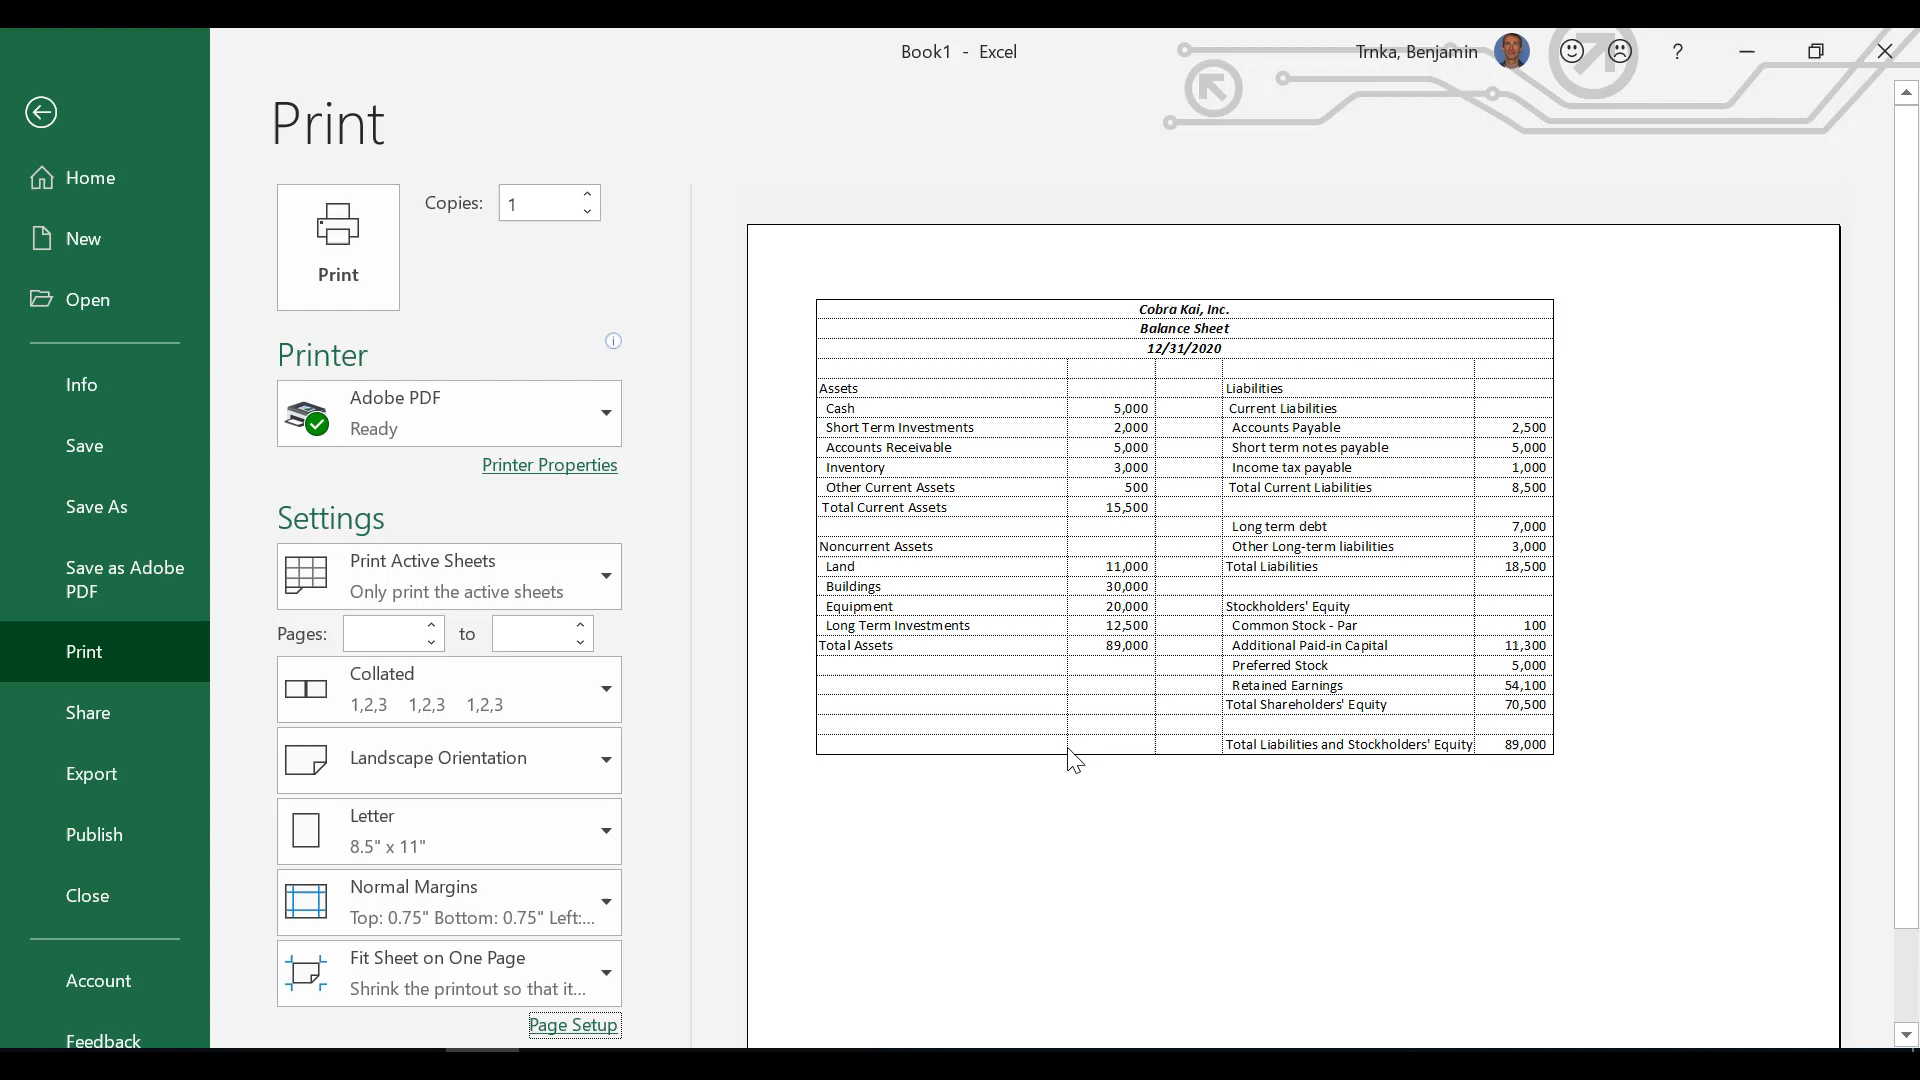 Book1 - Excel
Trnka, Benjamin
?
Print
Home
New
Open
Info
Save
Save As
Save as Adobe
PDF
Print
Share
Export
Publish
Close
Account
Feedback
Print
Copies: 1
Printer
Adobe PDF
Ready
Printer Properties
Settings
Print Active Sheets
Only print the active sheets
Pages: to
Collated
1,2,3 1,2,3 1,2,3
Landscape Orientation
Letter
8.5" x 11"
Normal Margins
Top: 0.75" Bottom: 0.75" Left:...
Fit Sheet on One Page
Shrink the printout so that it...
Page Setup
Cobra Kai, Inc.
Balance Sheet
12/31/2020
Assets Liabilities
Cash 5,000 Current Liabilities
Short Term Investments 2,000 Accounts Payable 2,500
Accounts Receivable 5,000 Short term notes payable 5,000
Inventory 3,000 Income tax payable 1,000
Other Current Assets 500 Total Current Liabilities 8,500
Total Current Assets 15,500
Long term debt 7,000
Noncurrent Assets Other Long-term liabilities 3,000
Land 11,000 Total Liabilities 18,500
Buildings 30,000
Equipment 20,000 Stockholders' Equity
Long Term Investments 12,500 Common Stock - Par 100
Total Assets 89,000 Additional Paid-in Capital 11,300
Preferred Stock 5,000
Retained Earnings 54,100
Total Shareholders' Equity 70,500
Total Liabilities and Stockholders' Equity 89,000